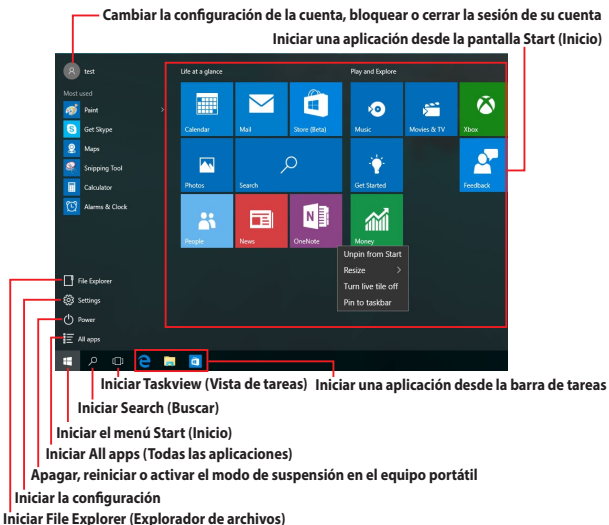 Cambiar la configuración de la cuenta, bloquear o cerrar la sesión de su cuenta
Iniciar una aplicación desde la pantalla Start (Inicio)
test
Life at a glance
Play and Explore
Most used
Paint
Get Skype
Maps
Snipping Tool
Calculator
Alarms & Clock
Calendar
Mail
Store (Beta)
Music
Movies & TV
Xbox
Photos
Search
Get Started
Feedback
People
News
OneNote
Money
Unpin from Start
Resize
Turn live tile off
Pin to taskbar
File Explorer
Settings
Power
All apps
Iniciar Taskview (Vista de tareas)
Iniciar una aplicación desde la barra de tareas
Iniciar Search (Buscar)
Iniciar el menú Start (Inicio)
Iniciar All apps (Todas las aplicaciones)
Apagar, reiniciar o activar el modo de suspensión en el equipo portátil
Iniciar la configuración
Iniciar File Explorer (Explorador de archivos)